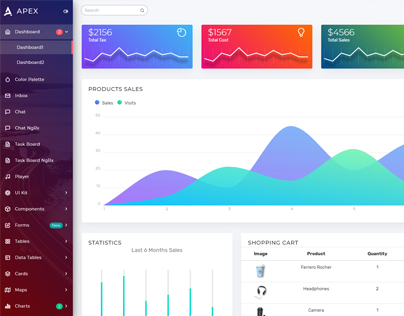 APEX
Search
Dashboard 2
Dashboard1
Dashboard2
Color Palette
Inbox
Chat
Chat NgRx
Task Board
Task Board NgRx
Player
UI Kit
Components
Forms New
Tables
Data Tables
Cards
Maps
Charts
$2156
Total Tax
$1567
Total Cost
$4566
Total Sales
PRODUCTS SALES
Sales Visits
50
40
30
20
10
0
1 2 3 4 5
STATISTICS
Last 6 Months Sales
SHOPPING CART
Image Product Quantity
Ferrero Rocher 1
Headphones 2
Camera 1